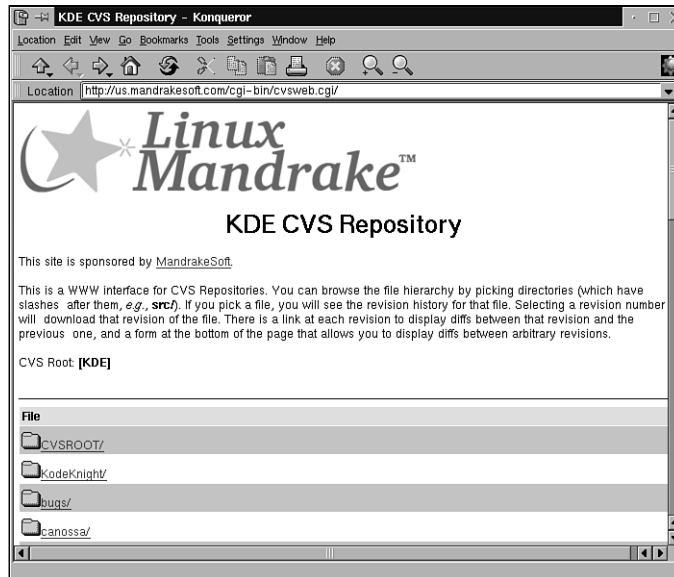 KDE CVS Repository - Konqueror
Location Edit View Go Bookmarks Tools Settings Window Help
Location http://us.mandrakesoft.com/cgi-bin/cvsweb.cgi/
Linux
Mandrake™
KDE CVS Repository
This site is sponsored by MandrakeSoft.
This is a WWW interface for CVS Repositories. You can browse the file hierarchy by picking directories (which have
slashes after them, e.g., src/). If you pick a file, you will see the revision history for that file. Selecting a revision number
will download that revision of the file. There is a link at each revision to display diffs between that revision and the
previous one, and a form at the bottom of the page that allows you to display diffs between arbitrary revisions.
CVS Root: [KDE]
File
CVSROOT/
KodeKnight/
bugs/
canossa/